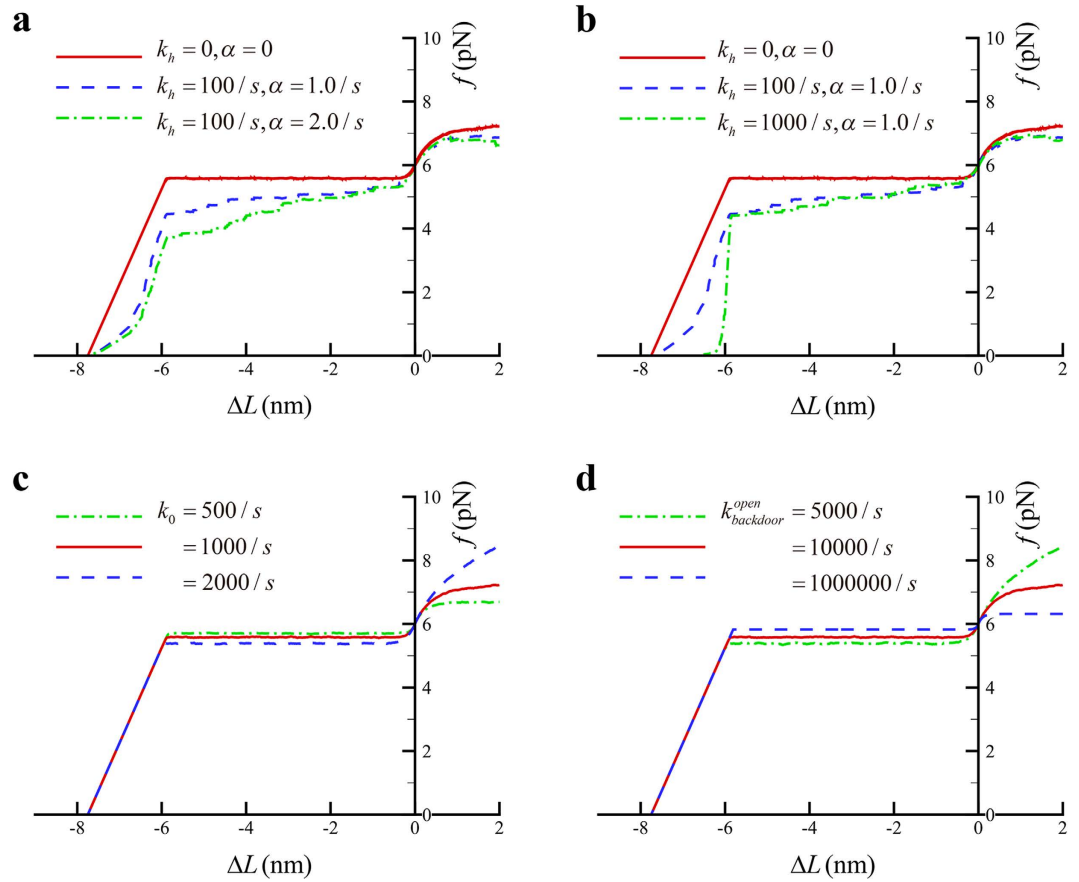 a
k_h = 0, α = 0
k_h = 100 / s, α = 1.0 / s
k_h = 100 / s, α = 2.0 / s
f (pN)
10
8
6
4
2
0
-8 -6 -4 -2 0 2
ΔL (nm)
b
k_h = 0, α = 0
k_h = 100 / s, α = 1.0 / s
k_h = 1000 / s, α = 1.0 / s
f (pN)
10
8
6
4
2
0
-8 -6 -4 -2 0 2
ΔL (nm)
c
k_0 = 500 / s
= 1000 / s
= 2000 / s
f (pN)
10
8
6
4
2
0
-8 -6 -4 -2 0 2
ΔL (nm)
d
k_backdoor^open = 5000 / s
= 10000 / s
= 1000000 / s
f (pN)
10
8
6
4
2
0
-8 -6 -4 -2 0 2
ΔL (nm)